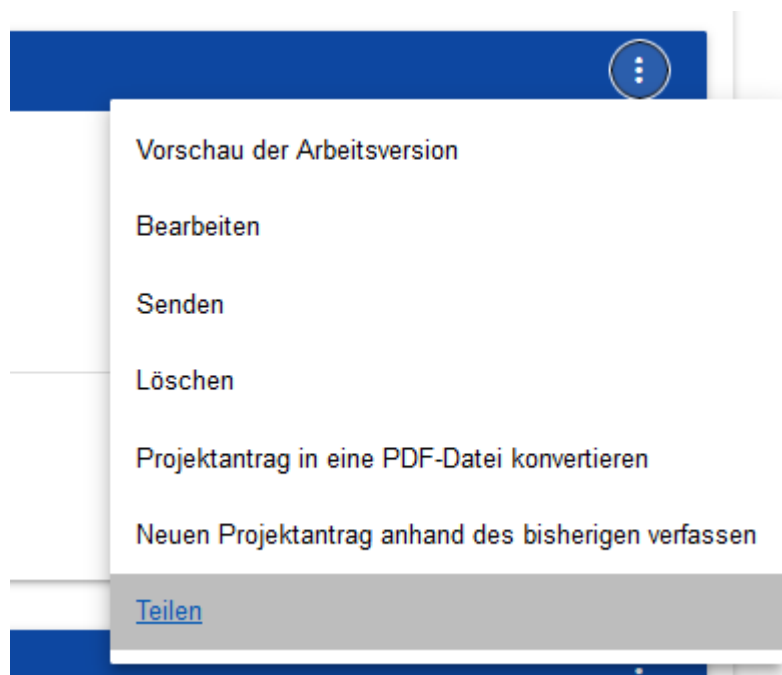 Vorschau der Arbeitsversion
Bearbeiten
Senden
Löschen
Projektantrag in eine PDF-Datei konvertieren
Neuen Projektantrag anhand des bisherigen verfassen
Teilen